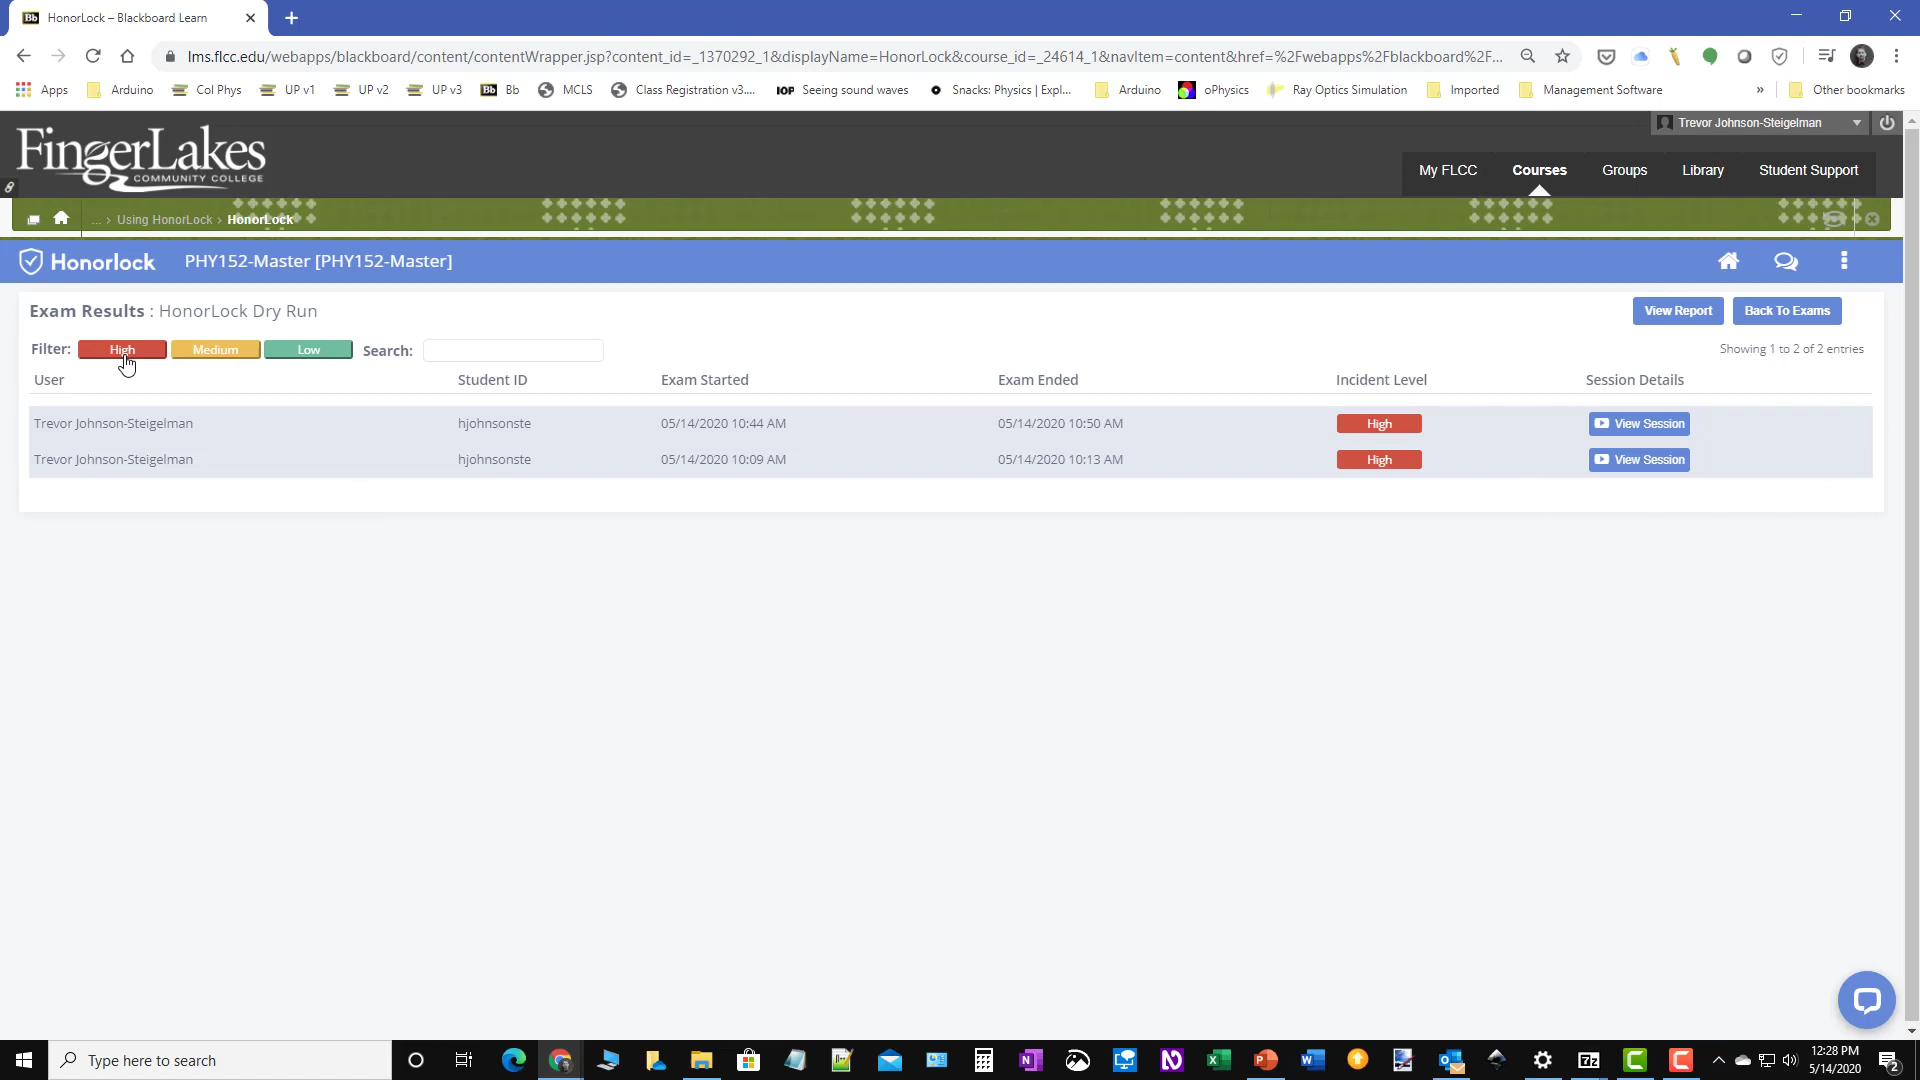 Bb HonorLock – Blackboard Learn
lms.flcc.edu/webapps/blackboard/content/contentWrapper.jsp?content_id=_1370292_1&displayName=HonorLock&course_id=_24614_1&navItem=content&href=%2Fwebapps%2Fblackboard%2F...
Apps Arduino Col Phys UP v1 UP v2 UP v3 Bb Bb MCLS Class Registration v3.... IOP Seeing sound waves Snacks: Physics | Expl... Arduino oPhysics Ray Optics Simulation Imported Management Software » Other bookmarks
Trevor Johnson-Steigelman
FingerLakes
COMMUNITY COLLEGE
My FLCC Courses Groups Library Student Support
... > Using HonorLock > HonorLock
Honorlock PHY152-Master [PHY152-Master]
Exam Results : HonorLock Dry Run View Report Back To Exams
Filter: High Medium Low Search: Showing 1 to 2 of 2 entries
User Student ID Exam Started Exam Ended Incident Level Session Details
Trevor Johnson-Steigelman hjohnsonste 05/14/2020 10:44 AM 05/14/2020 10:50 AM High View Session
Trevor Johnson-Steigelman hjohnsonste 05/14/2020 10:09 AM 05/14/2020 10:13 AM High View Session
Type here to search
12:28 PM
5/14/2020
2